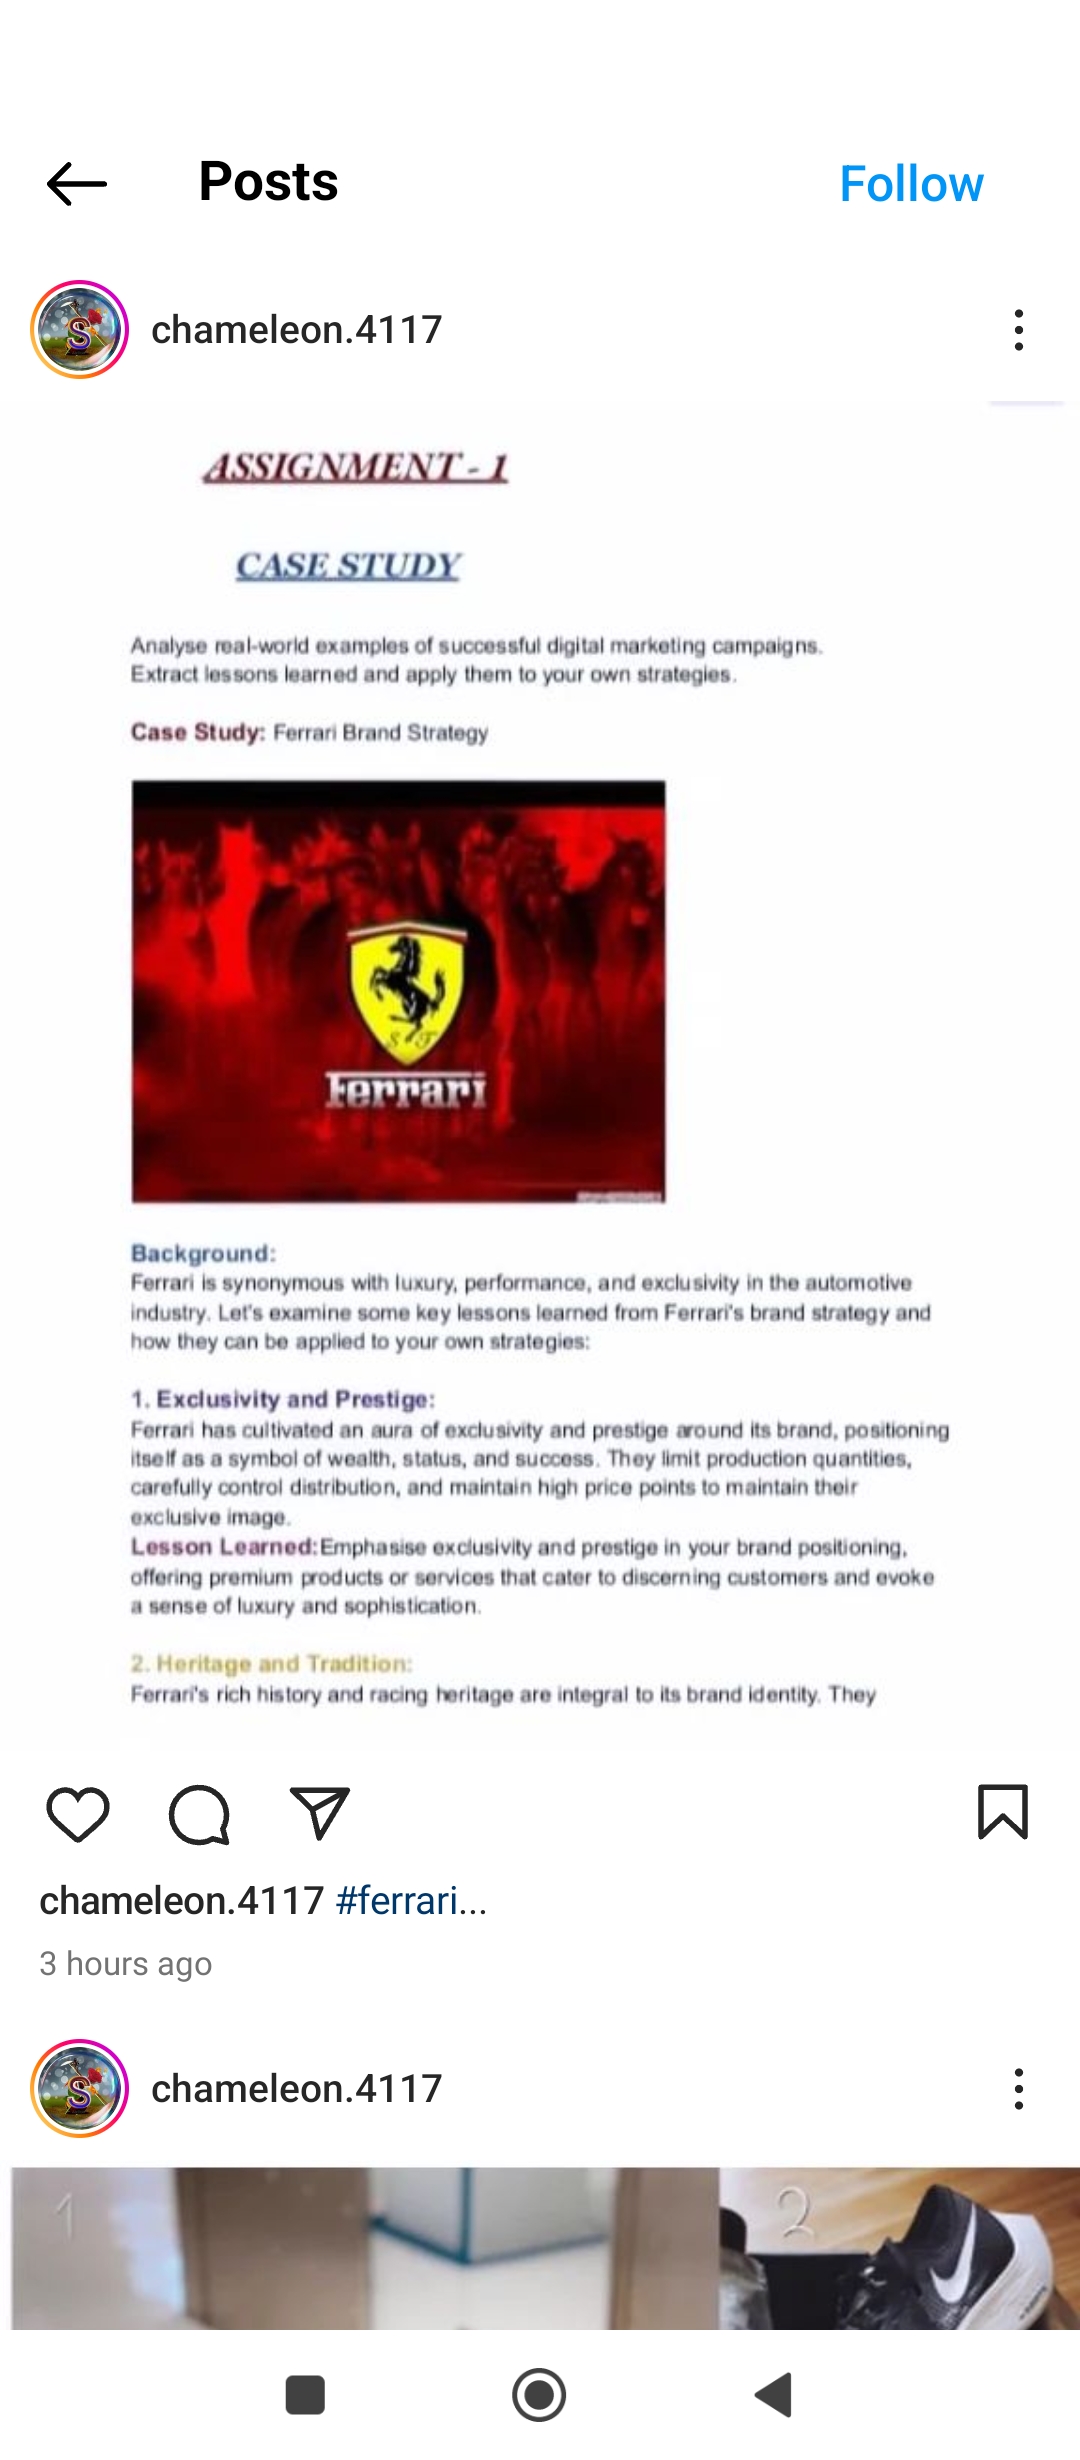 Posts
Follow
chameleon.4117
ASSIGNMENT - 1
CASE STUDY
Analyse real-world examples of successful digital marketing campaigns.
Extract lessons learned and apply them to your own strategies.
Case Study: Ferrari Brand Strategy
S F
Ferrari
Background:
Ferrari is synonymous with luxury, performance, and exclusivity in the automotive
industry. Let's examine some key lessons learned from Ferrari's brand strategy and
how they can be applied to your own strategies:
1. Exclusivity and Prestige:
Ferrari has cultivated an aura of exclusivity and prestige around its brand, positioning
itself as a symbol of wealth, status, and success. They limit production quantities,
carefully control distribution, and maintain high price points to maintain their
exclusive image.
Lesson Learned:Emphasise exclusivity and prestige in your brand positioning,
offering premium products or services that cater to discerning customers and evoke
a sense of luxury and sophistication.
2. Heritage and Tradition:
Ferrari's rich history and racing heritage are integral to its brand identity. They
chameleon.4117 #ferrari...
3 hours ago
chameleon.4117
1
2